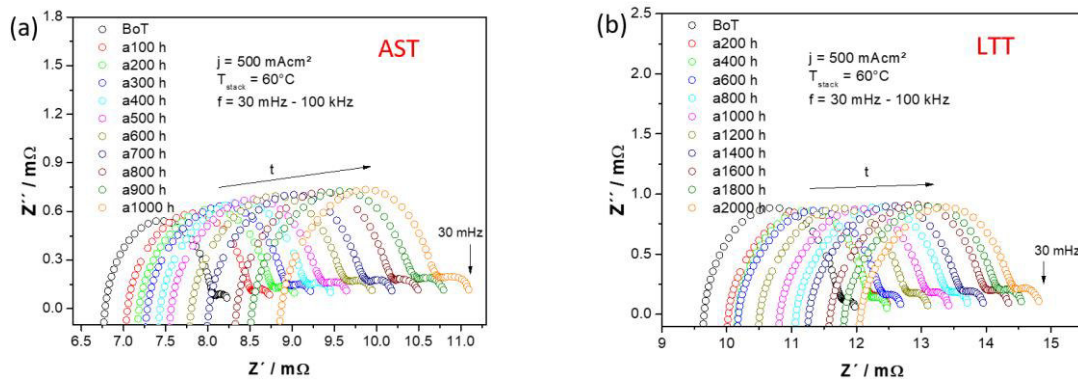 (a)
AST
BoT
a100 h
a200 h
a300 h
a400 h
a500 h
a600 h
a700 h
a800 h
a900 h
a1000 h
j = 500 mAcm²
Tstack = 60°C
f = 30 mHz - 100 kHz
t
30 mHz
Z´´ / mΩ
1.8
1.5
1.2
0.9
0.6
0.3
0.0
6.5 7.0 7.5 8.0 8.5 9.0 9.5 10.0 10.5 11.0
Z´ / mΩ
(b)
LTT
BoT
a200 h
a400 h
a600 h
a800 h
a1000 h
a1200 h
a1400 h
a1600 h
a1800 h
a2000 h
j = 500 mAcm²
Tstack = 60°C
f = 30 mHz - 100 kHz
t
30 mHz
Z´´ / mΩ
2.5
2.0
1.5
1.0
0.5
0.0
9 10 11 12 13 14 15
Z´ / mΩ